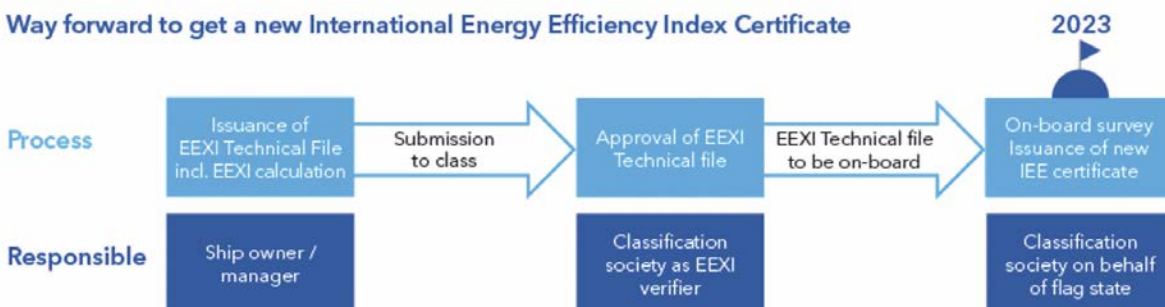 Way forward to get a new International Energy Efficiency Index Certificate
2023
Process
Issuance of
EEXI Technical File
incl. EEXI calculation
Submission
to class
Approval of EEXI
Technical file
EEXI Technical file
to be on-board
On-board survey
Issuance of new
IEE certificate
Responsible
Ship owner /
manager
Classification
society as EEXI
verifier
Classification
society on behalf
of flag state